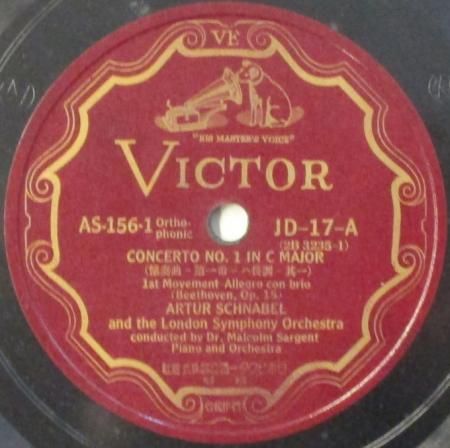 VE
"HIS MASTER'S VOICE"
VICTOR
AS-156-1 Ortho-phonic JD-17-A
(2B 3235-1)
CONCERTO NO. 1 IN C MAJOR
1st Movement-Allegro con brio
(Beethoven, Op. 15)
ARTUR SCHNABEL
and the London Symphony Orchestra
conducted by Dr. Malcolm Sargent
Piano and Orchestra